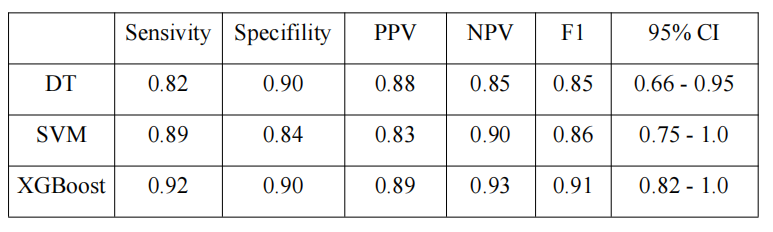 Sensivity Specifility PPV NPV F1 95% CI
DT 0.82 0.90 0.88 0.85 0.85 0.66 - 0.95
SVM 0.89 0.84 0.83 0.90 0.86 0.75 - 1.0
XGBoost 0.92 0.90 0.89 0.93 0.91 0.82 - 1.0